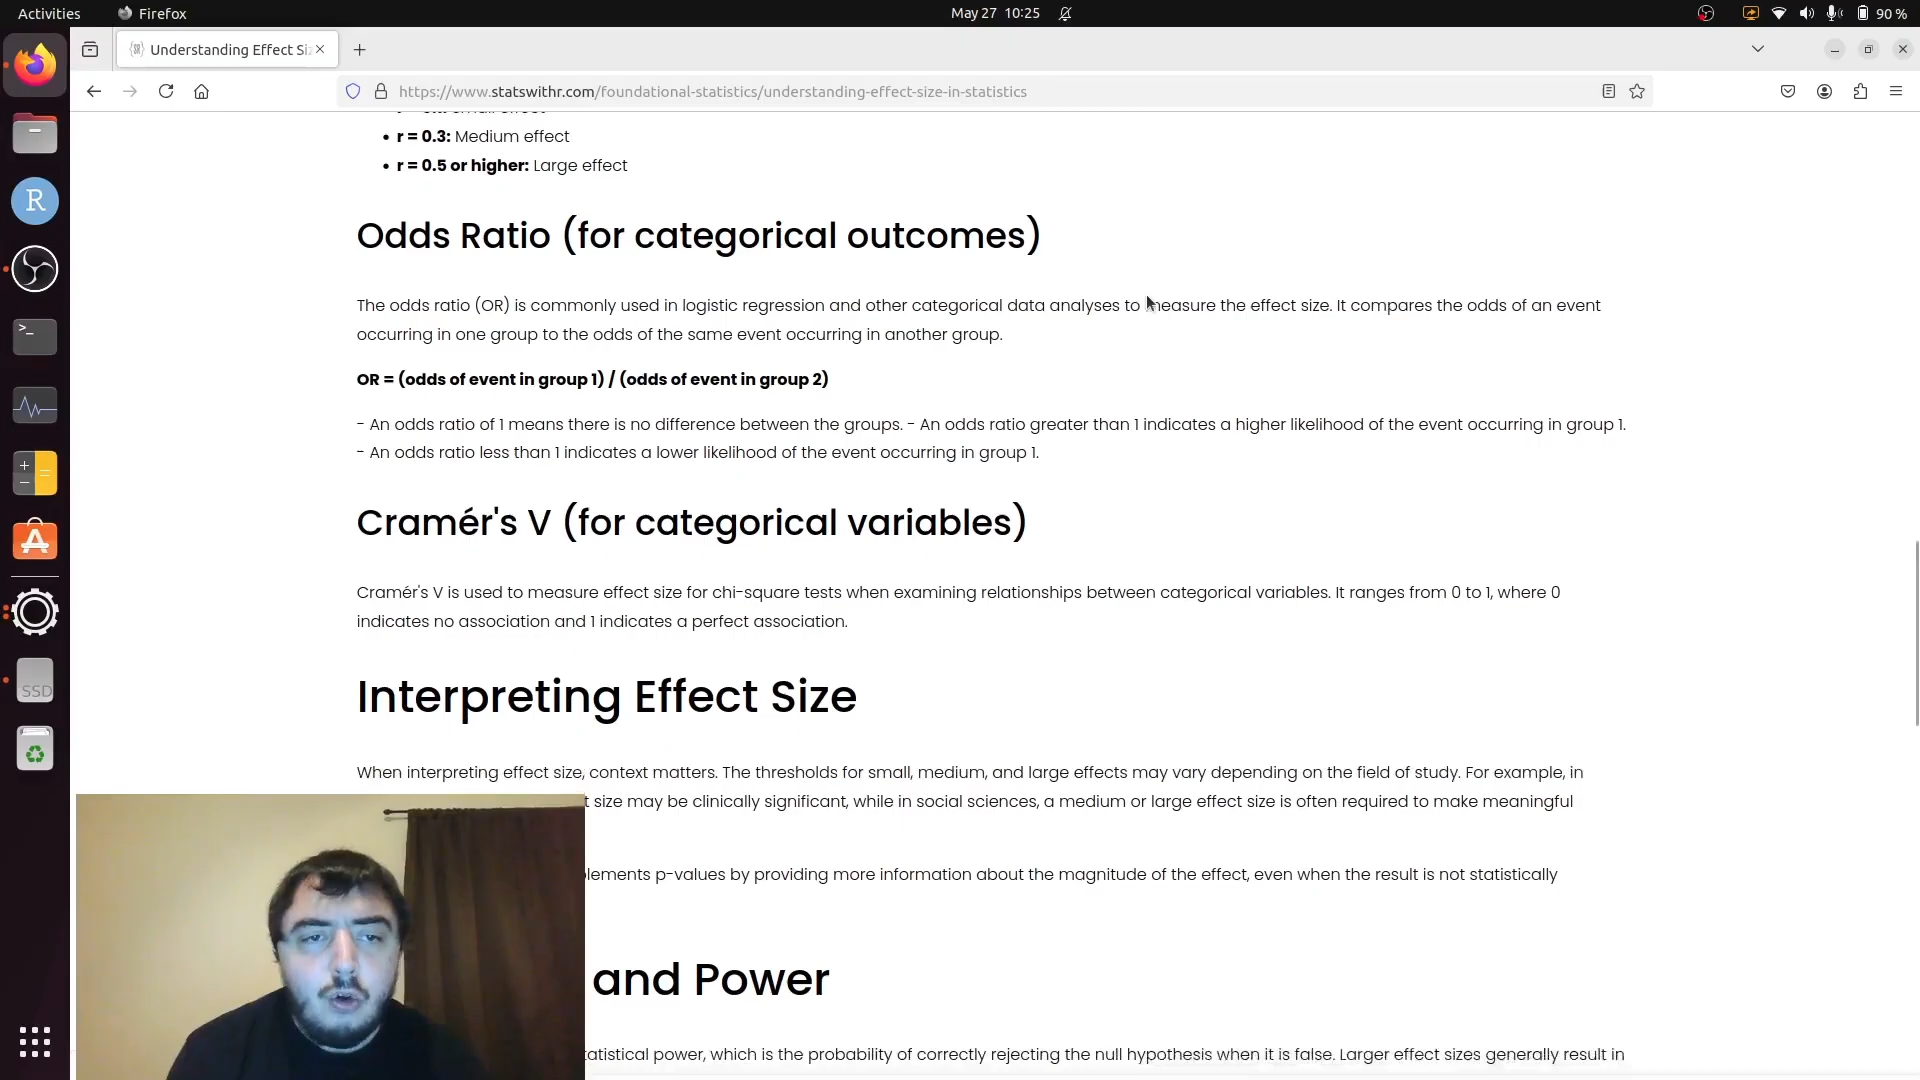 Activities
Firefox
May 27 10:25
90 %
Understanding Effect Si
https://www.statswithr.com/foundational-statistics/understanding-effect-size-in-statistics
• r = 0.3: Medium effect
• r = 0.5 or higher: Large effect
Odds Ratio (for categorical outcomes)
The odds ratio (OR) is commonly used in logistic regression and other categorical data analyses to measure the effect size. It compares the odds of an event
occurring in one group to the odds of the same event occurring in another group.
OR = (odds of event in group 1) / (odds of event in group 2)
- An odds ratio of 1 means there is no difference between the groups. - An odds ratio greater than 1 indicates a higher likelihood of the event occurring in group 1.
- An odds ratio less than 1 indicates a lower likelihood of the event occurring in group 1.
Cramér's V (for categorical variables)
Cramér's V is used to measure effect size for chi-square tests when examining relationships between categorical variables. It ranges from 0 to 1, where 0
indicates no association and 1 indicates a perfect association.
Interpreting Effect Size
When interpreting effect size, context matters. The thresholds for small, medium, and large effects may vary depending on the field of study. For example, in
t size may be clinically significant, while in social sciences, a medium or large effect size is often required to make meaningful
lements p-values by providing more information about the magnitude of the effect, even when the result is not statistically
and Power
tatistical power, which is the probability of correctly rejecting the null hypothesis when it is false. Larger effect sizes generally result in
R
SSD